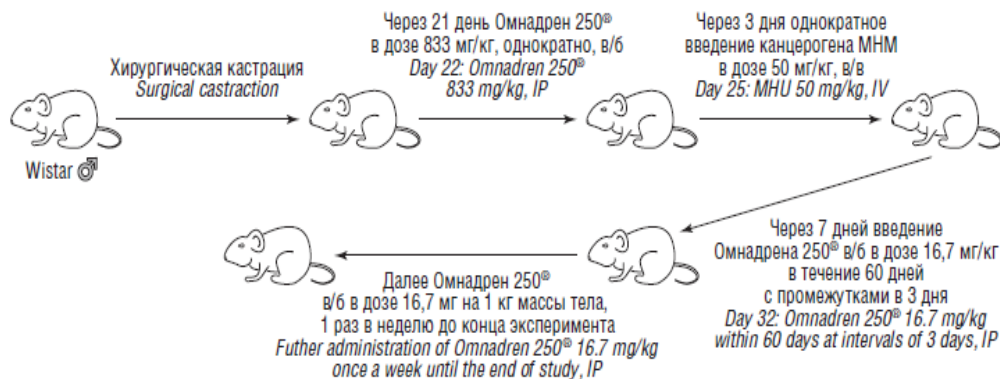 Хирургическая кастрация
Surgical castraction
Wistar ♂
Через 21 день Омнадрен 250®
в дозе 833 мг/кг, однократно, в/б
Day 22: Omnadren 250®
833 mg/kg, IP
Через 3 дня однократное
введение канцерогена МНМ
в дозе 50 мг/кг, в/в
Day 25: MHU 50 mg/kg, IV
Через 7 дней введение
Омнадрена 250® в/б в дозе 16,7 мг/кг
в течение 60 дней
с промежутками в 3 дня
Day 32: Omnadren 250® 16.7 mg/kg
within 60 days at intervals of 3 days, IP
Далее Омнадрен 250®
в/б в дозе 16,7 мг на 1 кг массы тела,
1 раз в неделю до конца эксперимента
Futher administration of Omnadren 250® 16.7 mg/kg
once a week until the end of study, IP